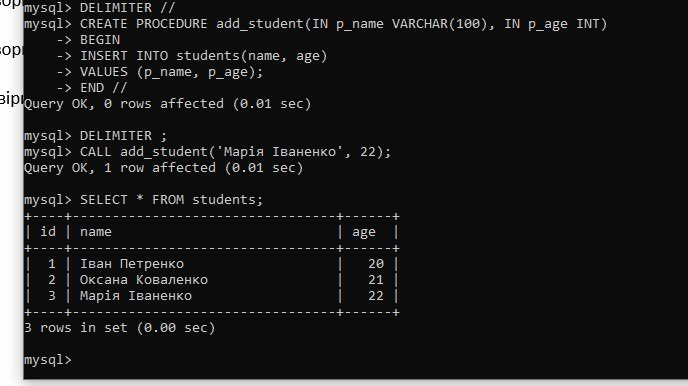 вор
mysql> DELIMITER //
mysql> CREATE PROCEDURE add_student(IN p_name VARCHAR(100), IN p_age INT)
    -> BEGIN
вор
    -> INSERT INTO students(name, age)
    -> VALUES (p_name, p_age);
    -> END //
вір
Query OK, 0 rows affected (0.01 sec)

mysql> DELIMITER ;
mysql> CALL add_student('Марія Іваненко', 22);
Query OK, 1 row affected (0.01 sec)

mysql> SELECT * FROM students;
+----+---------------------------------+------+
| id | name                            | age  |
+----+---------------------------------+------+
|  1 | Іван Петренко                   |   20 |
|  2 | Оксана Коваленко                |   21 |
|  3 | Марія Іваненко                  |   22 |
+----+---------------------------------+------+
3 rows in set (0.00 sec)

mysql>